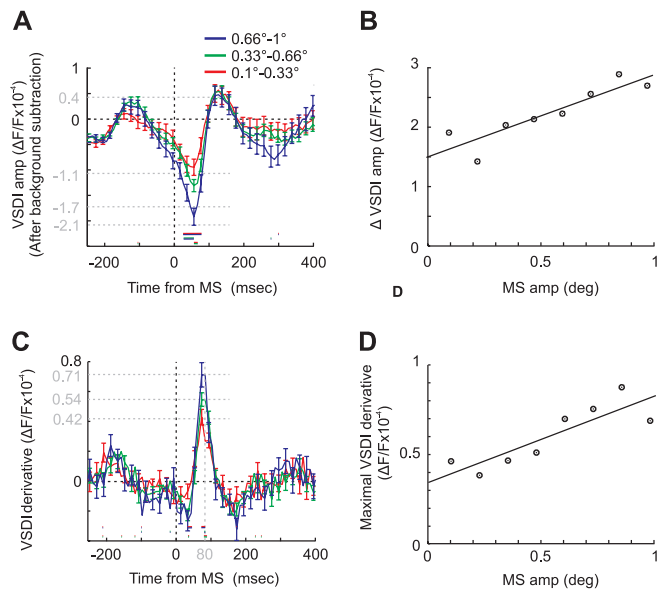 A
0.66°-1°
0.33°-0.66°
0.1°-0.33°
VSDI amp (ΔF/Fx10⁻⁴)
(After background subtraction)
1
0.4
0
-1.1
-1.7
-2.1
-200
0
200
400
Time from MS (msec)
B
Δ VSDI amp (ΔF/Fx10⁻⁴)
3
2
1
0
0
0.5
1
MS amp (deg)
D
C
VSDI derivative (ΔF/Fx10⁻⁴)
0.8
0.71
0.54
0.42
0
-200
0
80
200
400
Time from MS (msec)
D
Maximal VSDI derivative
(ΔF/Fx10⁻⁴)
1
0.5
0
0
0.5
1
MS amp (deg)